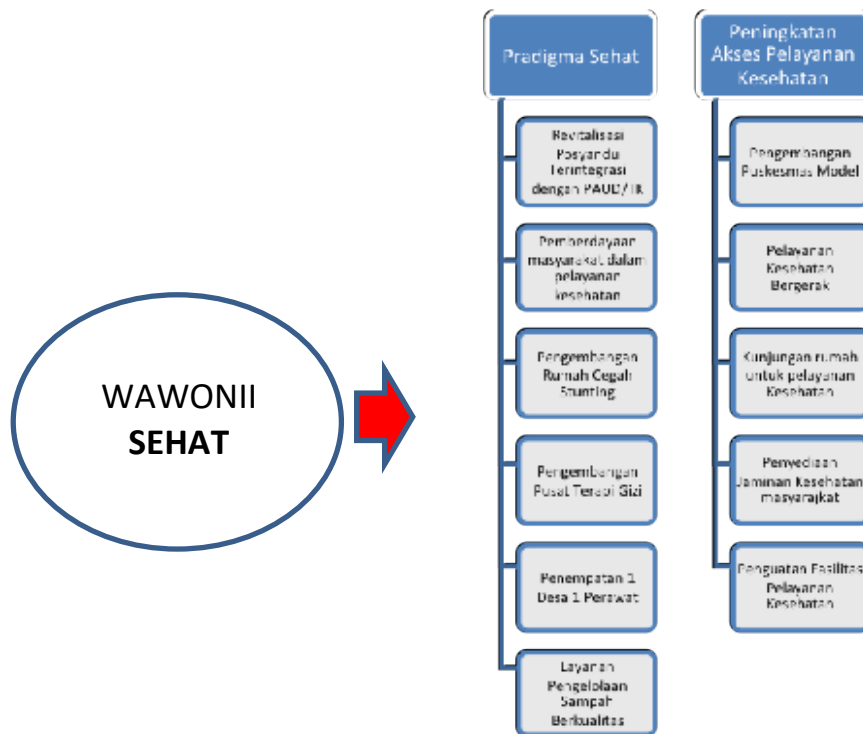 WAWONII
SEHAT
Pradigma Sehat
Revitalisasi
Posyandu
Terintegrasi
dengan PAUD/TK
Pemberdayaan
masyarakat dalam
pelayanan
kesehatan
Pengembangan
Rumah Cegah
Stunting
Pengembangan
Pusat Terapi Gizi
Penempatan 1
Desa 1 Perawat
Layanan
Pengelolaan
Sampah
Berkualitas
Peningkatan
Akses Pelayanan
Kesehatan
Pengembangan
Puskesmas Model
Pelayanan
Kesehatan
Bergerak
Kunjungan rumah
untuk pelayanan
Kesehatan
Penyediaan
Jaminan Kesehatan
masyarajkat
Penguatan Fasilitas
Pelayanan
Kesehatan